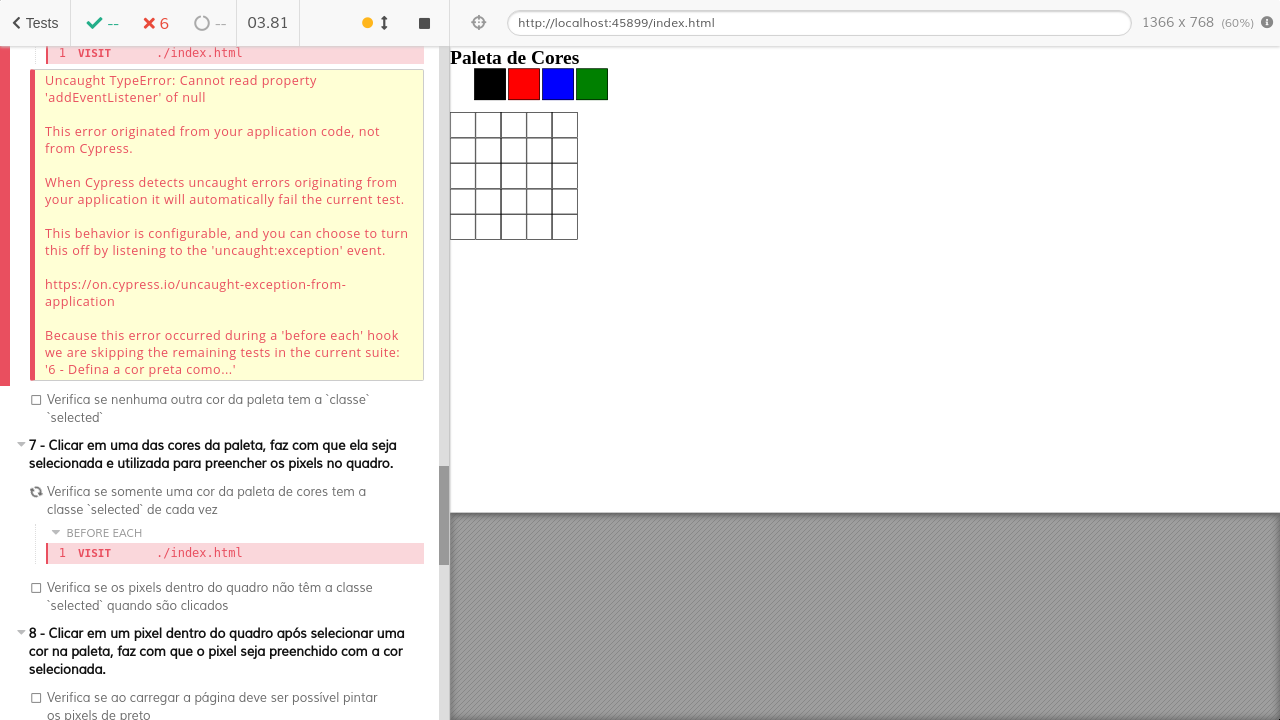 Tests
--
6
--
03.81
http://localhost:45899/index.html
1366 x 768 (60%)
1 VISIT ./index.html
Uncaught TypeError: Cannot read property
'addEventListener' of null
This error originated from your application code, not
from Cypress.
When Cypress detects uncaught errors originating from
your application it will automatically fail the current test.
This behavior is configurable, and you can choose to turn
this off by listening to the 'uncaught:exception' event.
https://on.cypress.io/uncaught-exception-from-
application
Because this error occurred during a 'before each' hook
we are skipping the remaining tests in the current suite:
'6 - Defina a cor preta como...'
Verifica se nenhuma outra cor da paleta tem a `classe`
`selected`
7 - Clicar em uma das cores da paleta, faz com que ela seja
selecionada e utilizada para preencher os pixels no quadro.
Verifica se somente uma cor da paleta de cores tem a
classe `selected` de cada vez
BEFORE EACH
1 VISIT ./index.html
Verifica se os pixels dentro do quadro não têm a classe
`selected` quando são clicados
8 - Clicar em um pixel dentro do quadro após selecionar uma
cor na paleta, faz com que o pixel seja preenchido com a cor
selecionada.
Verifica se ao carregar a página deve ser possível pintar
os pixels de preto
Paleta de Cores